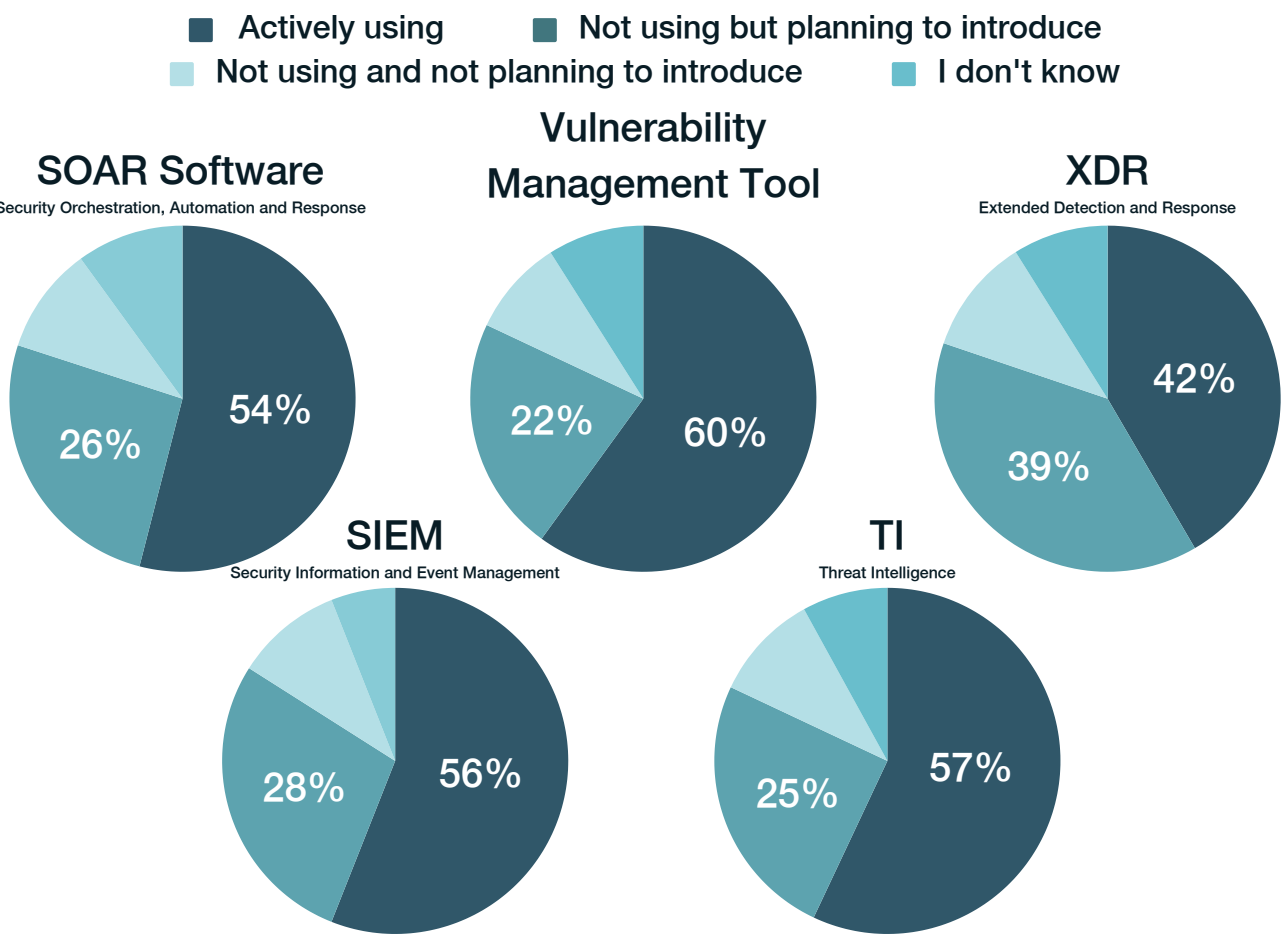 Actively using
Not using but planning to introduce
Not using and not planning to introduce
I don't know
Vulnerability
Management Tool
SOAR Software
Security Orchestration, Automation and Response
XDR
Extended Detection and Response
54%
26%
60%
22%
42%
39%
SIEM
Security Information and Event Management
TI
Threat Intelligence
56%
28%
57%
25%